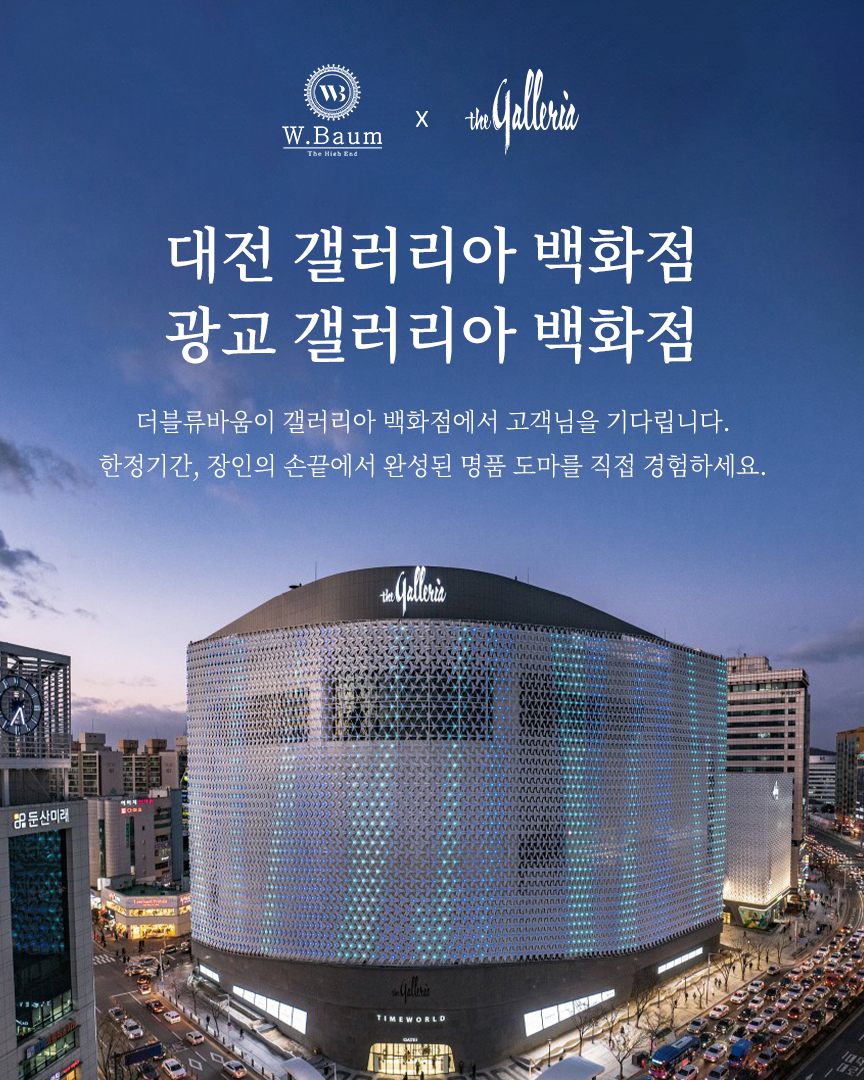 WB
W.Baum
The High End
X
the Galleria
대전 갤러리아 백화점
광교 갤러리아 백화점
더블류바움이 갤러리아 백화점에서 고객님을 기다립니다.
한정기간, 장인의 손끝에서 완성된 명품 도마를 직접 경험하세요.
the Galleria
둔산미래
the Galleria
TIMEWORLD